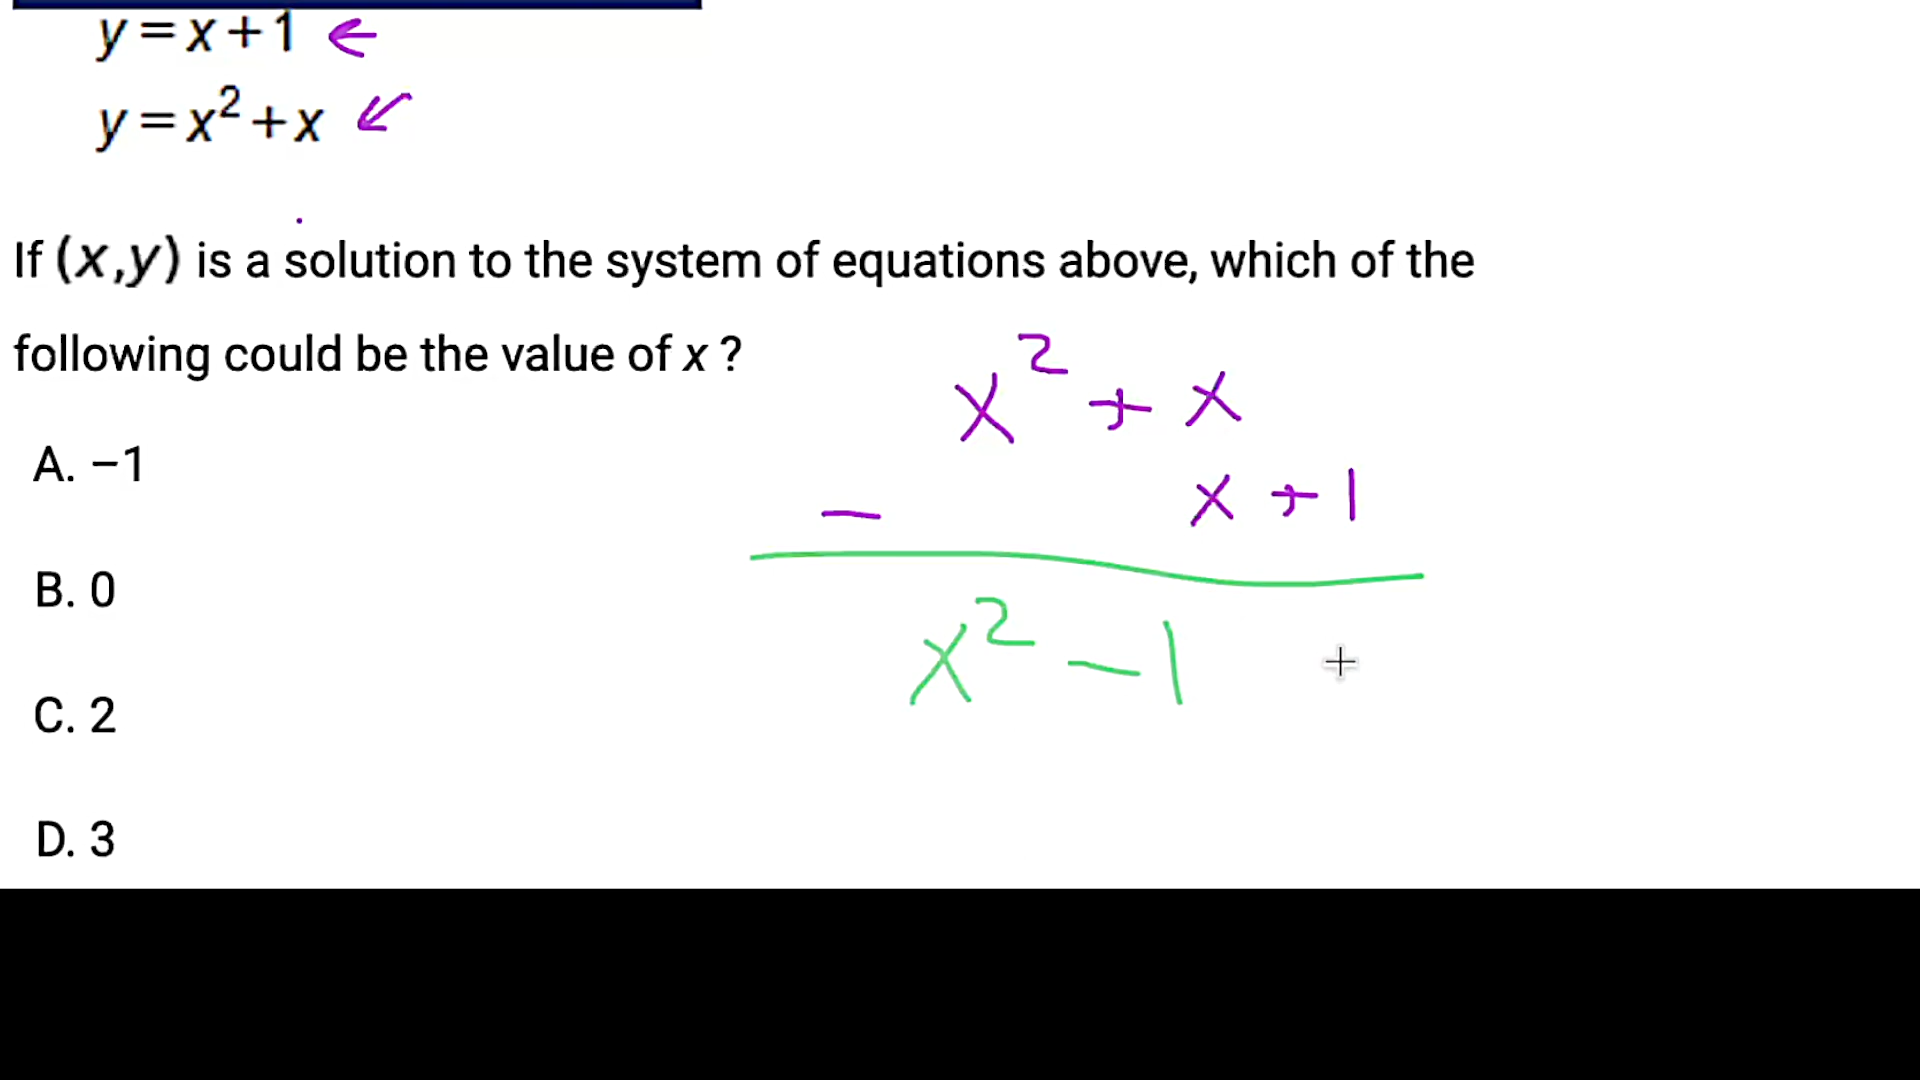 y = x + 1 ←
y = x² + x ↙
If (x,y) is a solution to the system of equations above, which of the
following could be the value of x ?
x² + x
− x + 1
x² − 1
A. −1
B. 0
C. 2
D. 3